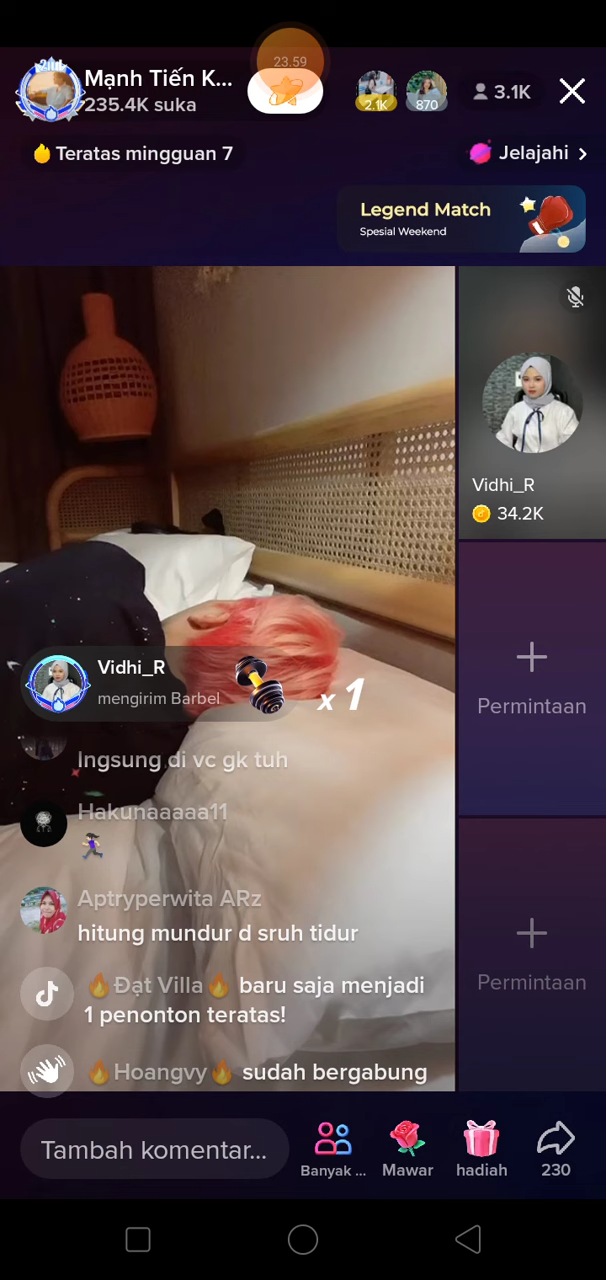 23.59
Mạnh Tiến K...
235.4K suka
2.1K
870
3.1K
Teratas mingguan 7
Jelajahi
Legend Match
Spesial Weekend
Vidhi_R
34.2K
Permintaan
Permintaan
Vidhi_R
mengirim Barbel
x 1
Ingsung di vc gk tuh
Hakunaaaaa11
Aptryperwita ARz
hitung mundur d sruh tidur
🔥Đạt Villa🔥 baru saja menjadi
1 penonton teratas!
🔥Hoangvy🔥 sudah bergabung
Tambah komentar...
Banyak ...
Mawar
hadiah
230